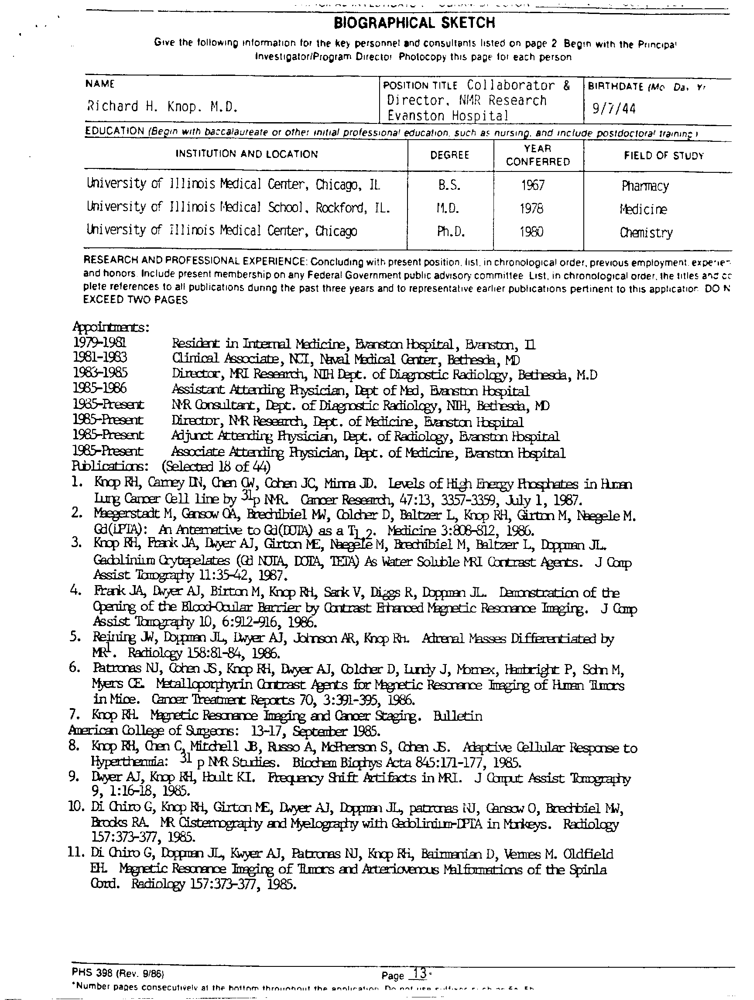 BIOGRAPHICAL SKETCH
Give the following information for the key personnel and consultants listed on page 2 Begin with the Principal
Investigator/Program Director Photocopy this page for each person
NAME
Richard H. Knop. M.D.
POSITION TITLE Collaborator &
Director, NMR Research
Evanston Hospital
BIRTHDATE (Mo Da, Yr
9/7/44
EDUCATION (Begin with baccalaureate or other initial professional education, such as nursing, and include postdoctoral training)
INSTITUTION AND LOCATION
DEGREE
YEAR
CONFERRED
FIELD OF STUDY
University of Illinois Medical Center, Chicago, IL
B.S.
1967
Pharmacy
University of Illinois Medical School, Rockford, IL.
M.D.
1978
Medicine
University of Illinois Medical Center, Chicago
Ph.D.
1980
Chemistry
RESEARCH AND PROFESSIONAL EXPERIENCE: Concluding with present position, list, in chronological order, previous employment, experien-
and honors. Include present membership on any Federal Government public advisory committee List, in chronological order, the titles and co
plete references to all publications during the past three years and to representative earlier publications pertinent to this application DO N
EXCEED TWO PAGES
Appointments:
1979-1981 Resident in Internal Medicine, Evanston Hospital, Evanston, Il
1981-1983 Clinical Associate, NCI, Naval Medical Center, Bethesda, MD
1983-1985 Director, MRI Research, NIH Dept. of Diagnostic Radiology, Bethesda, M.D
1985-1986 Assistant Attending Physician, Dept of Med, Evanston Hospital
1985-Present NMR Consultant, Dept. of Diagnostic Radiology, NIH, Bethesda, MD
1985-Present Director, NMR Research, Dept. of Medicine, Evanston Hospital
1985-Present Adjunct Attending Physician, Dept. of Radiology, Evanston Hospital
1985-Present Associate Attending Physician, Dept. of Medicine, Evanston Hospital
Publications: (Selected 18 of 44)
1. Knop RH, Carney DN, Chen CW, Cohen JC, Minna JD. Levels of High Energy Phosphates in Human
Lung Cancer Cell line by 31p NMR. Cancer Research, 47:13, 3357-3359, July 1, 1987.
2. Maegerstadt M, Gansow OA, Brechibiel MW, Colcher D, Baltzer L, Knop RH, Girton M, Naegele M.
Gd(DPTA): An Anternetive to Gd(DOTA) as a T1,2. Medicine 3:808-812, 1986.
3. Knop RH, Frank JA, Dwyer AJ, Girton ME, Naegele M, Brechibiel M, Baltzer L, Doppman JL.
Gadolinium Crytepelates (Gd NOTA, DOTA, TETA) As Water Soluble MRI Contrast Agents. J Comp
Assist Tomography 11:35-42, 1987.
4. Frank JA, Dwyer AJ, Birton M, Knop RH, Sank V, Diggs R, Doppman JL. Demonstration of the
Opening of the Blood-Ocular Barrier by Contrast Enhanced Magnetic Resonance Imaging. J Comp
Assist Tomography 10, 6:912-916, 1986.
5. Reining JW, Doppman JL, Dwyer AJ, Johnson AR, Knop RH. Adrenal Masses Differentiated by
MRI. Radiology 158:81-84, 1986.
6. Patronas NJ, Cohen JS, Knop RH, Dwyer AJ, Colcher D, Lundy J, Mornex, Hambright P, Sohn M,
Myers CE. Metalloporphyrin Contrast Agents for Magnetic Resonance Imaging of Human Tumors
in Mice. Cancer Treatment Reports 70, 3:391-395, 1986.
7. Knop RH. Magnetic Resonance Imaging and Cancer Staging. Bulletin
American College of Surgeons: 13-17, September 1985.
8. Knop RH, Chen C, Mitchell JB, Russo A, McPherson S, Cohen JS. Adaptive Cellular Response to
Hyperthermia: 31 p NMR Studies. Biochem Biophys Acta 845:171-177, 1985.
9. Dwyer AJ, Knop RH, Hoult KI. Frequency Shift Artifacts in MRI. J Comput Assist Tomography
9, 1:16-18, 1985.
10. Di Chiro G, Knop RH, Girton ME, Dwyer AJ, Doppman JL, patronas NJ, Gansow O, Brechbiel MW,
Brooks RA. MR Cisternography and Myelography with Gadolinium-DPTA in Monkeys. Radiology
157:373-377, 1985.
11. Di Chiro G, Doppman JL, Kwyer AJ, Patronas NJ, Knop RH, Bairmanian D, Vermes M. Oldfield
EH. Magnetic Resonance Imaging of Tumors and Arteriovenous Malformations of the Spinla
Cord. Radiology 157:373-377, 1985.
PHS 398 (Rev. 9/86)
Page 13
*Number pages consecutively at the bottom throughout the application. Do not use suffixes such as 5a, 5b